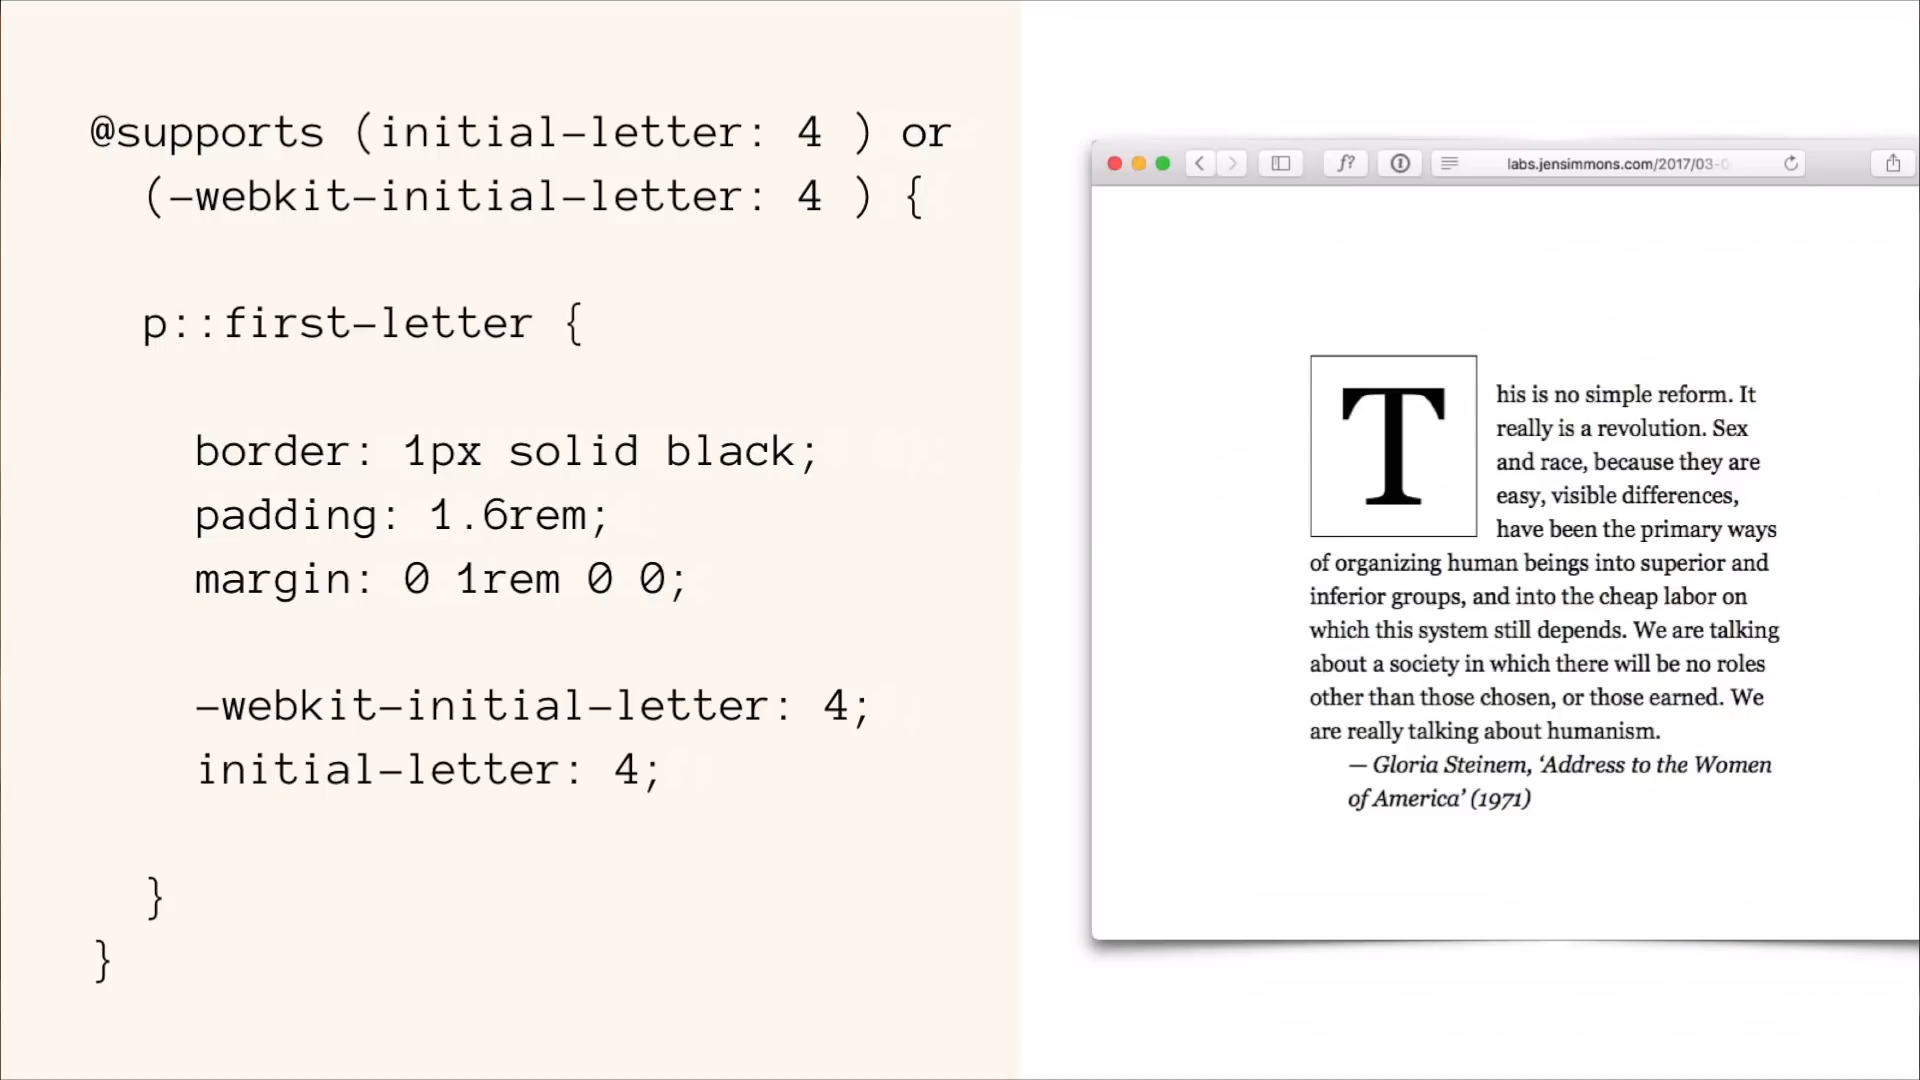 @supports (initial-letter: 4 ) or
(-webkit-initial-letter: 4 ) {
p::first-letter {
border: 1px solid black;
padding: 1.6rem;
margin: 0 1rem 0 0;
-webkit-initial-letter: 4;
initial-letter: 4;
}
}
f?
labs.jensimmons.com/2017/03-0
This is no simple reform. It
really is a revolution. Sex
and race, because they are
easy, visible differences,
have been the primary ways
of organizing human beings into superior and
inferior groups, and into the cheap labor on
which this system still depends. We are talking
about a society in which there will be no roles
other than those chosen, or those earned. We
are really talking about humanism.
— Gloria Steinem, ‘Address to the Women
of America’ (1971)